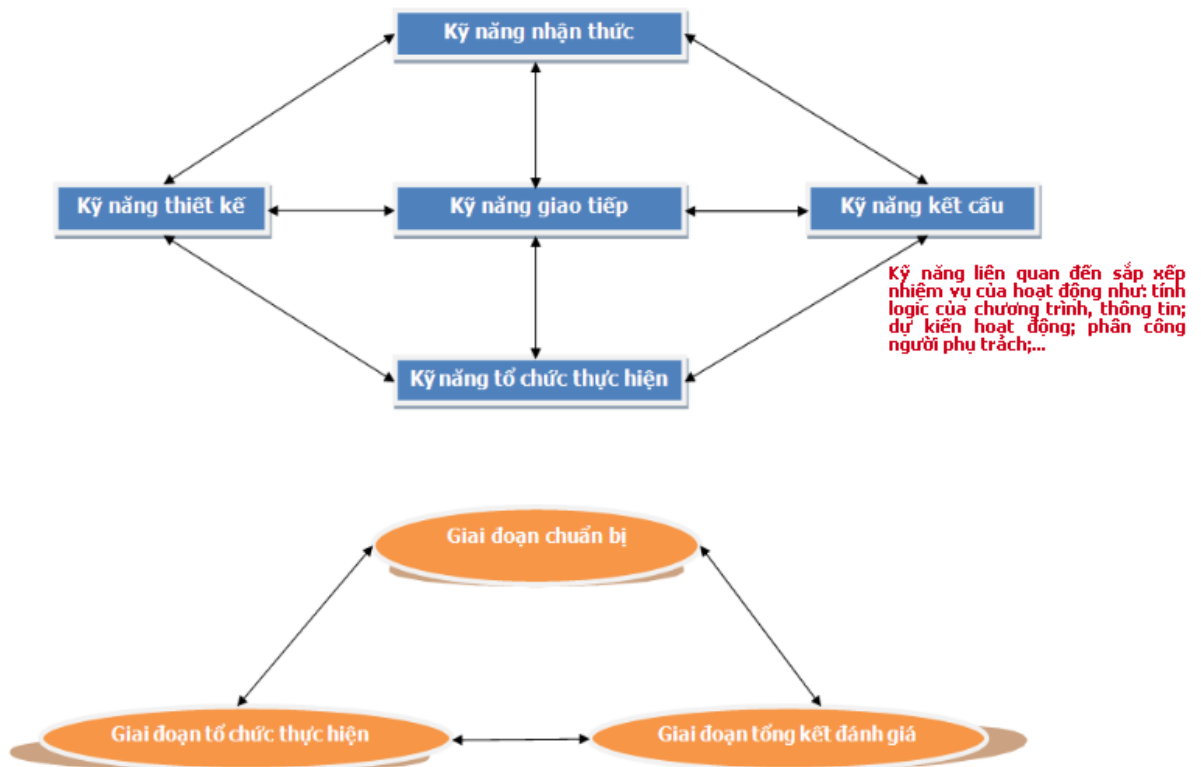 Kỹ năng nhận thức
Kỹ năng thiết kế
Kỹ năng giao tiếp
Kỹ năng kết cấu
Kỹ năng liên quan đến sắp xếp
nhiệm vụ của hoạt động như: tính
logic của chương trình, thông tin;
dự kiến hoạt động; phân công
người phụ trách;...
Kỹ năng tổ chức thực hiện
Giai đoạn chuẩn bị
Giai đoạn tổ chức thực hiện
Giai đoạn tổng kết đánh giá